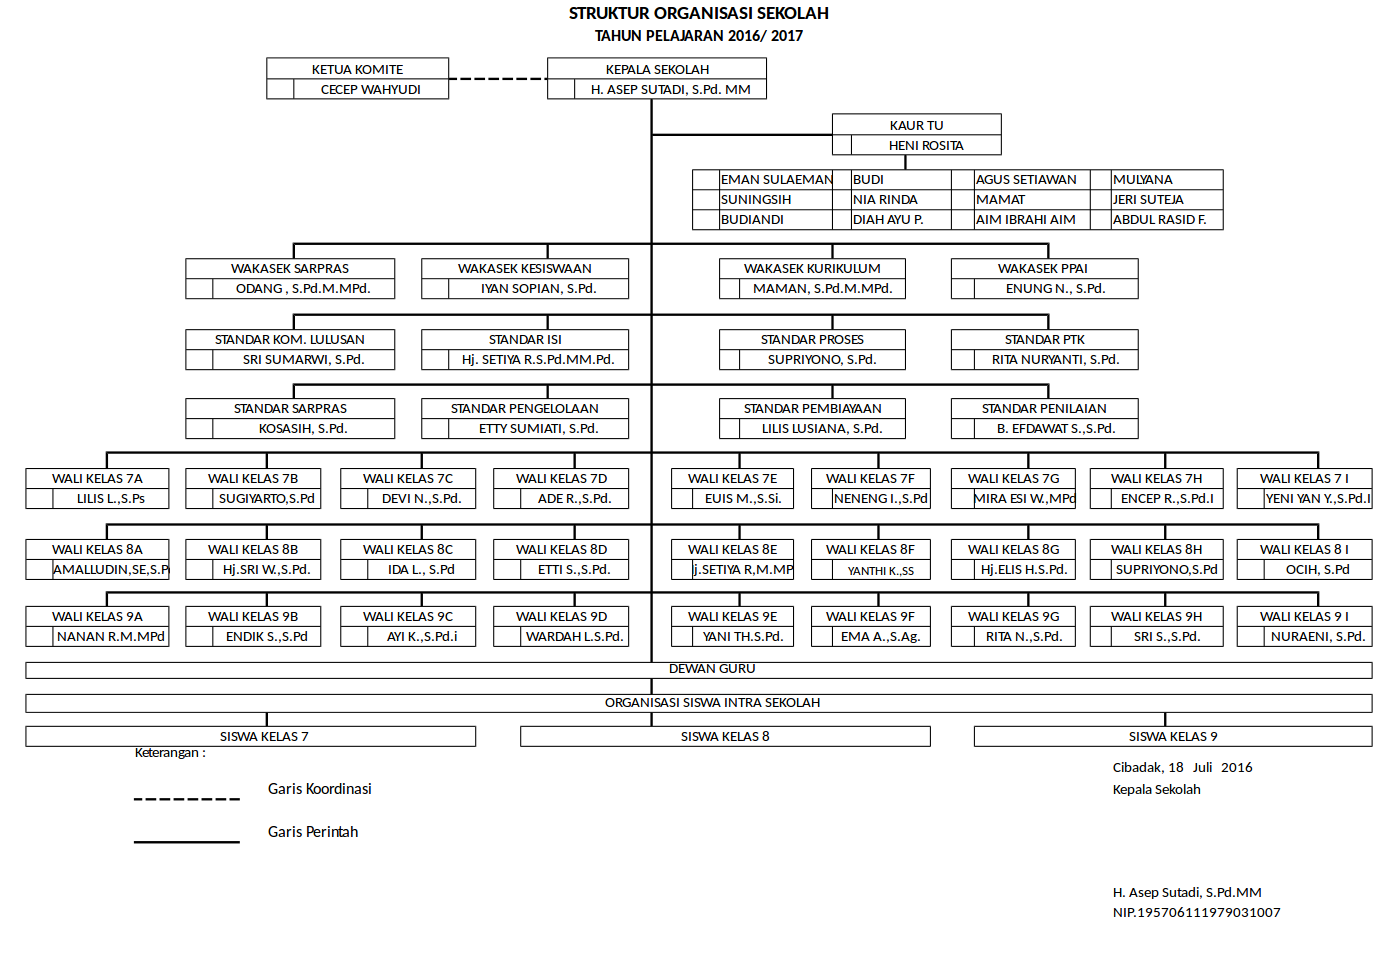 STRUKTUR ORGANISASI SEKOLAH
TAHUN PELAJARAN 2016/ 2017
KETUA KOMITE KEPALA SEKOLAH
CECEP WAHYUDI H. ASEP SUTADI, S.Pd. MM
KAUR TU
HENI ROSITA
EMAN SULAEMAN BUDI AGUS SETIAWAN MULYANA
SUNINGSIH NIA RINDA MAMAT JERI SUTEJA
BUDIANDI DIAH AYU P. AIM IBRAHI AIM ABDUL RASID F.
WAKASEK SARPRAS WAKASEK KESISWAAN WAKASEK KURIKULUM WAKASEK PPAI
ODANG , S.Pd.M.MPd. IYAN SOPIAN, S.Pd. MAMAN, S.Pd.M.MPd. ENUNG N., S.Pd.
STANDAR KOM. LULUSAN STANDAR ISI STANDAR PROSES STANDAR PTK
SRI SUMARWI, S.Pd. Hj. SETIYA R.S.Pd.MM.Pd. SUPRIYONO, S.Pd. RITA NURYANTI, S.Pd.
STANDAR SARPRAS STANDAR PENGELOLAAN STANDAR PEMBIAYAAN STANDAR PENILAIAN
KOSASIH, S.Pd. ETTY SUMIATI, S.Pd. LILIS LUSIANA, S.Pd. B. EFDAWAT S.,S.Pd.
WALI KELAS 7A WALI KELAS 7B WALI KELAS 7C WALI KELAS 7D WALI KELAS 7E WALI KELAS 7F WALI KELAS 7G WALI KELAS 7H WALI KELAS 7 I
LILIS L.,S.Ps SUGIYARTO,S.Pd DEVI N.,S.Pd. ADE R.,S.Pd. EUIS M.,S.Si. NENENG I.,S.Pd MIRA ESI W.,MPd ENCEP R.,S.Pd.I YENI YAN Y.,S.Pd.I
WALI KELAS 8A WALI KELAS 8B WALI KELAS 8C WALI KELAS 8D WALI KELAS 8E WALI KELAS 8F WALI KELAS 8G WALI KELAS 8H WALI KELAS 8 I
AMALLUDIN,SE,S.P Hj.SRI W.,S.Pd. IDA L., S.Pd ETTI S.,S.Pd. j.SETIYA R,M.MP YANTHI K.,SS Hj.ELIS H.S.Pd. SUPRIYONO,S.Pd OCIH, S.Pd
WALI KELAS 9A WALI KELAS 9B WALI KELAS 9C WALI KELAS 9D WALI KELAS 9E WALI KELAS 9F WALI KELAS 9G WALI KELAS 9H WALI KELAS 9 I
NANAN R.M.MPd ENDIK S.,S.Pd AYI K.,S.Pd.i WARDAH L.S.Pd. YANI TH.S.Pd. EMA A.,S.Ag. RITA N.,S.Pd. SRI S.,S.Pd. NURAENI, S.Pd.
DEWAN GURU
ORGANISASI SISWA INTRA SEKOLAH
SISWA KELAS 7 SISWA KELAS 8 SISWA KELAS 9
Keterangan :
Cibadak, 18 Juli 2016
Garis Koordinasi
Kepala Sekolah
Garis Perintah
H. Asep Sutadi, S.Pd.MM
NIP.195706111979031007